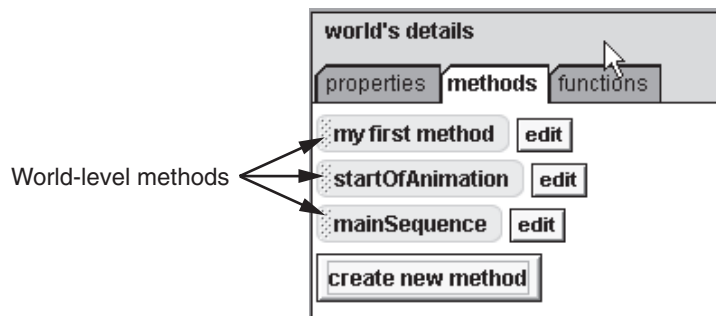 world's details
properties methods functions
my first method edit
World-level methods
startOfAnimation edit
mainSequence edit
create new method